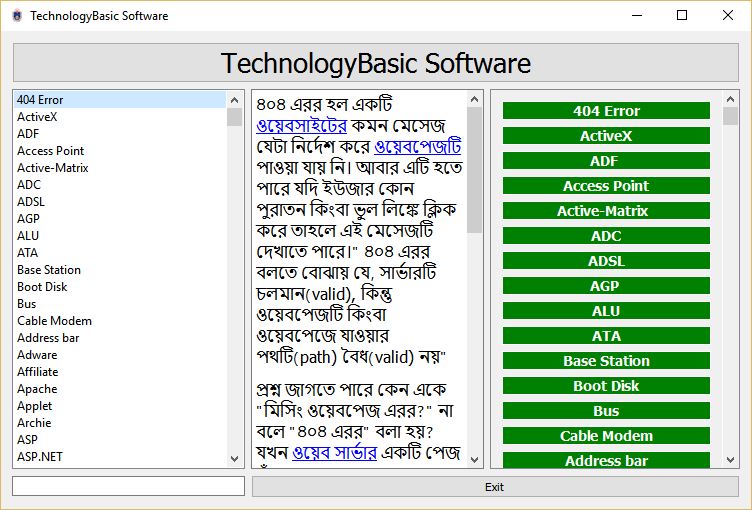 TechnologyBasic Software
TechnologyBasic Software
404 Error
ActiveX
ADF
Access Point
Active-Matrix
ADC
ADSL
AGP
ALU
ATA
Base Station
Boot Disk
Bus
Cable Modem
Address bar
Adware
Affiliate
Apache
Applet
Archie
ASP
ASP.NET
৪০৪ এরর হল একটি
ওয়েবসাইটের কমন মেসেজ
যেটা নির্দেশ করে ওয়েবপেজটি
পাওয়া যায় নি। আবার এটি হতে
পারে যদি ইউজার কোন
পুরাতন কিংবা ভুল লিঙ্কে ক্লিক
করে তাহলে এই মেসেজটি
দেখাতে পারে।" ৪০৪ এরর
বলতে বোঝায় যে, সার্ভারটি
চলমান(valid), কিন্তু
ওয়েবপেজটি কিংবা
ওয়েবপেজে যাওয়ার
পথটি(path) বৈধ(valid) নয়"
প্রশ্ন জাগতে পারে কেন একে
"মিসিং ওয়েবপেজ এরর?" না
বলে "৪০৪ এরর" বলা হয়?
যখন ওয়েব সার্ভার একটি পেজ
404 Error
ActiveX
ADF
Access Point
Active-Matrix
ADC
ADSL
AGP
ALU
ATA
Base Station
Boot Disk
Bus
Cable Modem
Address bar
Exit